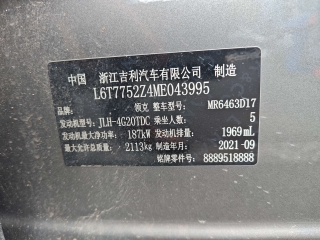 中国 浙江吉利汽车有限公司 制造
L6T7752Z4ME043995
品牌: 领克 整车型号: MR6463D17
发动机型号: JLH-4G20TDC 乘坐人数: 5
发动机最大净功率: 187kW 发动机排量: 1969mL
最大允许总质量: 2113kg 制造年月: 2021-09
铭牌零件号: 8889518888